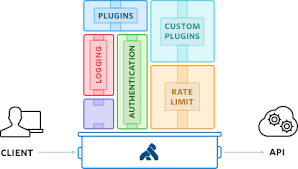 PLUGINS
CUSTOM
PLUGINS
LOGGING
AUTHENTICATION
RATE
LIMIT
CLIENT
API